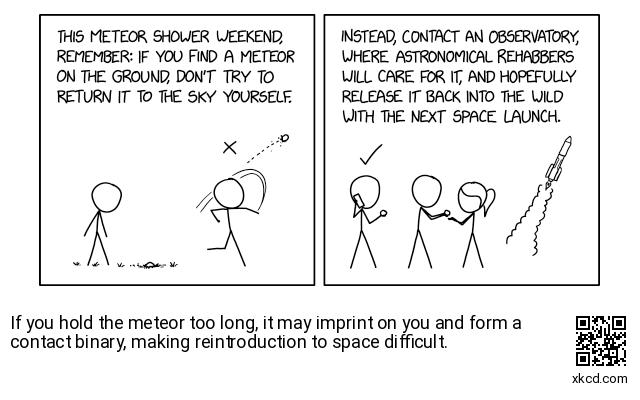 THIS METEOR SHOWER WEEKEND,
REMEMBER: IF YOU FIND A METEOR
ON THE GROUND, DON'T TRY TO
RETURN IT TO THE SKY YOURSELF.
INSTEAD, CONTACT AN OBSERVATORY,
WHERE ASTRONOMICAL REHABBERS
WILL CARE FOR IT, AND HOPEFULLY
RELEASE IT BACK INTO THE WILD
WITH THE NEXT SPACE LAUNCH.
If you hold the meteor too long, it may imprint on you and form a
contact binary, making reintroduction to space difficult.
xkcd.com